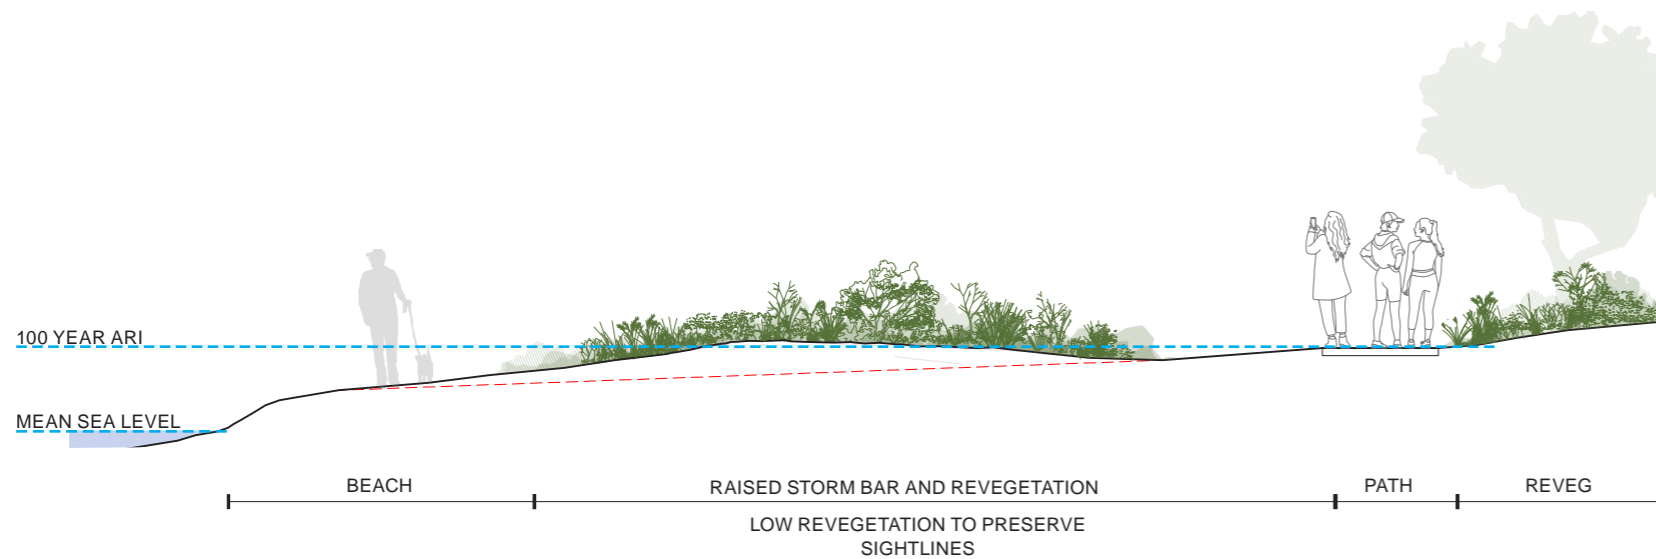 100 YEAR ARI
MEAN SEA LEVEL
BEACH
RAISED STORM BAR AND REVEGETATION
PATH
REVEG
LOW REVEGETATION TO PRESERVE
SIGHTLINES